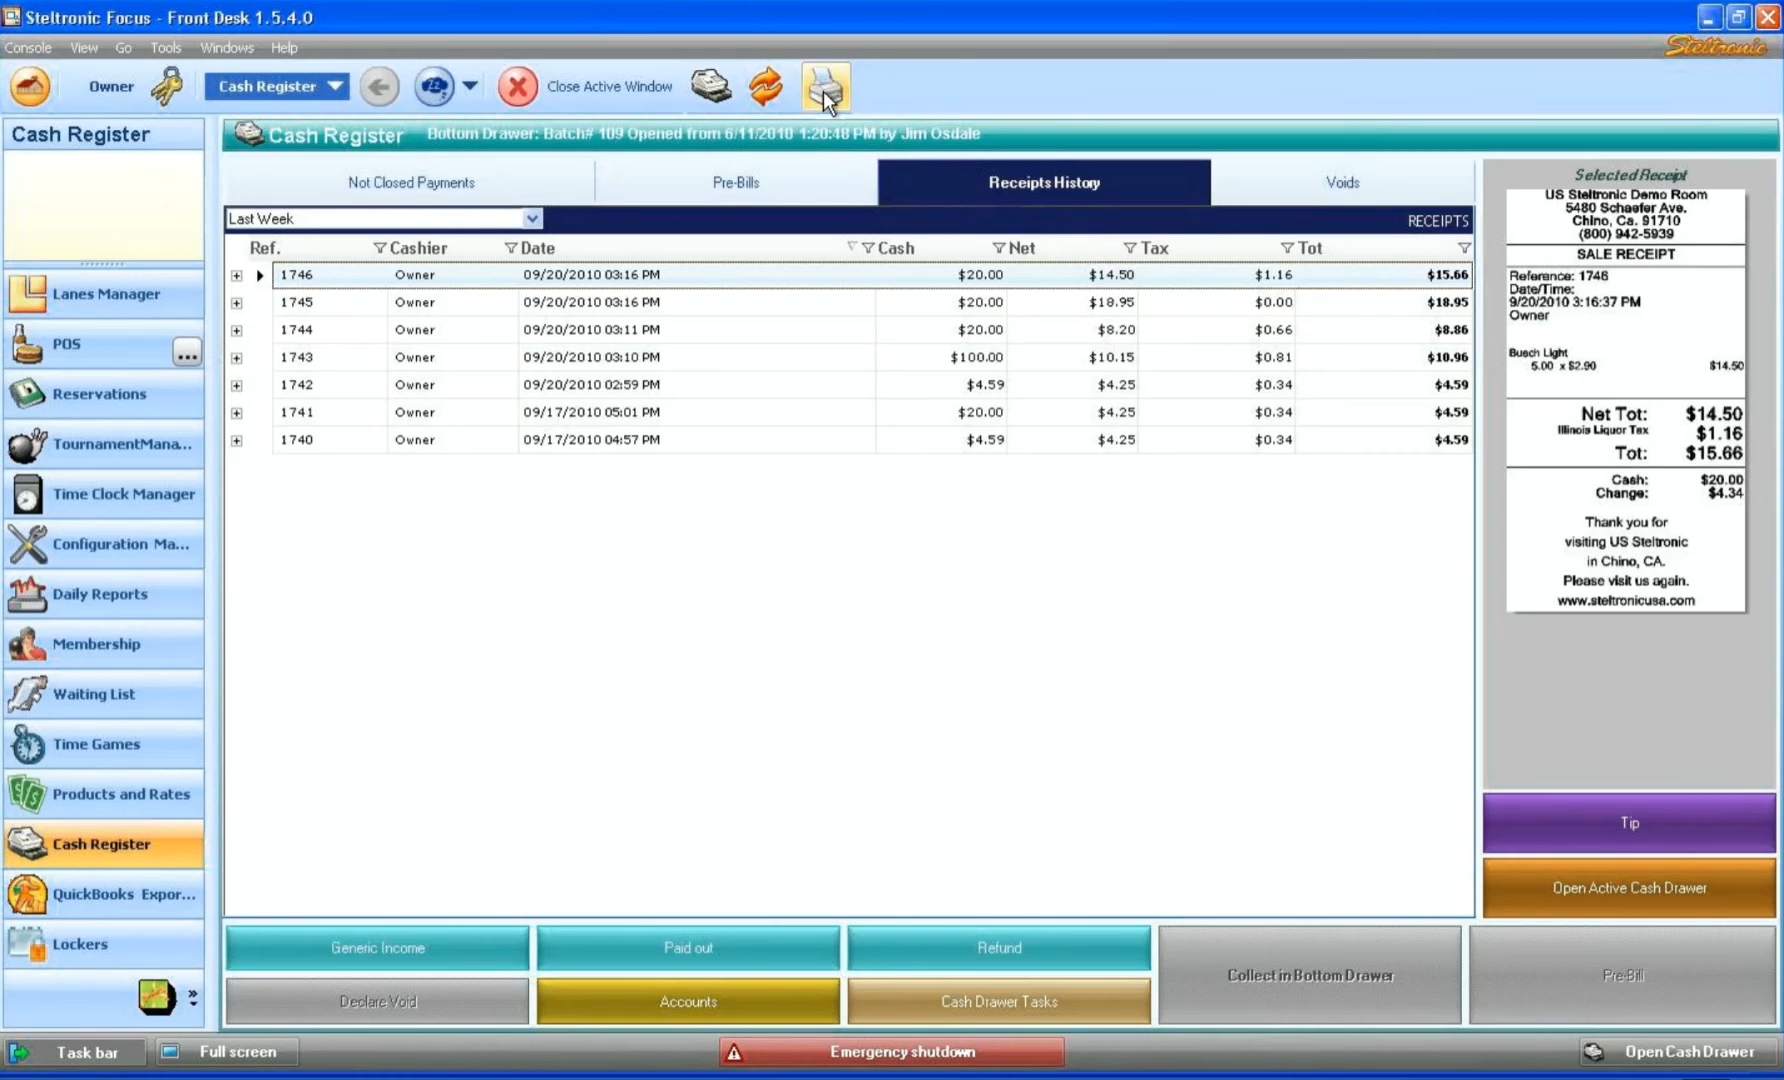 Steltronic Focus - Front Desk 1.5.4.0
Console View Go Tools Windows Help
Steltronic
Owner
Cash Register
Close Active Window
Cash Register
Cash Register Bottom Drawer: Batch# 109 Opened from 6/11/2010 1:20:48 PM by Jim Osdale
Not Closed Payments
Pre-Bills
Receipts History
Voids
Last Week
RECEIPTS
Ref. Cashier Date Cash Net Tax Tot
1746 Owner 09/20/2010 03:16 PM $20.00 $14.50 $1.16 $15.66
1745 Owner 09/20/2010 03:16 PM $20.00 $18.95 $0.00 $18.95
1744 Owner 09/20/2010 03:11 PM $20.00 $8.20 $0.66 $8.86
1743 Owner 09/20/2010 03:10 PM $100.00 $10.15 $0.81 $10.96
1742 Owner 09/20/2010 02:59 PM $4.59 $4.25 $0.34 $4.59
1741 Owner 09/17/2010 05:01 PM $20.00 $4.25 $0.34 $4.59
1740 Owner 09/17/2010 04:57 PM $4.59 $4.25 $0.34 $4.59
Lanes Manager
POS
...
Reservations
TournamentMana...
Time Clock Manager
Configuration Ma...
Daily Reports
Membership
Waiting List
Time Games
Products and Rates
Cash Register
QuickBooks Expor...
Lockers
Selected Receipt
US Steltronic Demo Room
5480 Schaefer Ave.
Chino, Ca. 91710
(800) 942-5939
SALE RECEIPT
Reference: 1746
Date/Time:
9/20/2010 3:16:37 PM
Owner
Busch Light
5.00 x $2.90 $14.50
Net Tot: $14.50
Illinois Liquor Tax $1.16
Tot: $15.66
Cash: $20.00
Change: $4.34
Thank you for
visiting US Steltronic
in Chino, CA.
Please visit us again.
www.steltronicusa.com
Tip
Open Active Cash Drawer
Generic Income
Paid out
Refund
Collect in Bottom Drawer
Pre-Bill
Declare Void
Accounts
Cash Drawer Tasks
Task bar
Full screen
Emergency shutdown
Open Cash Drawer